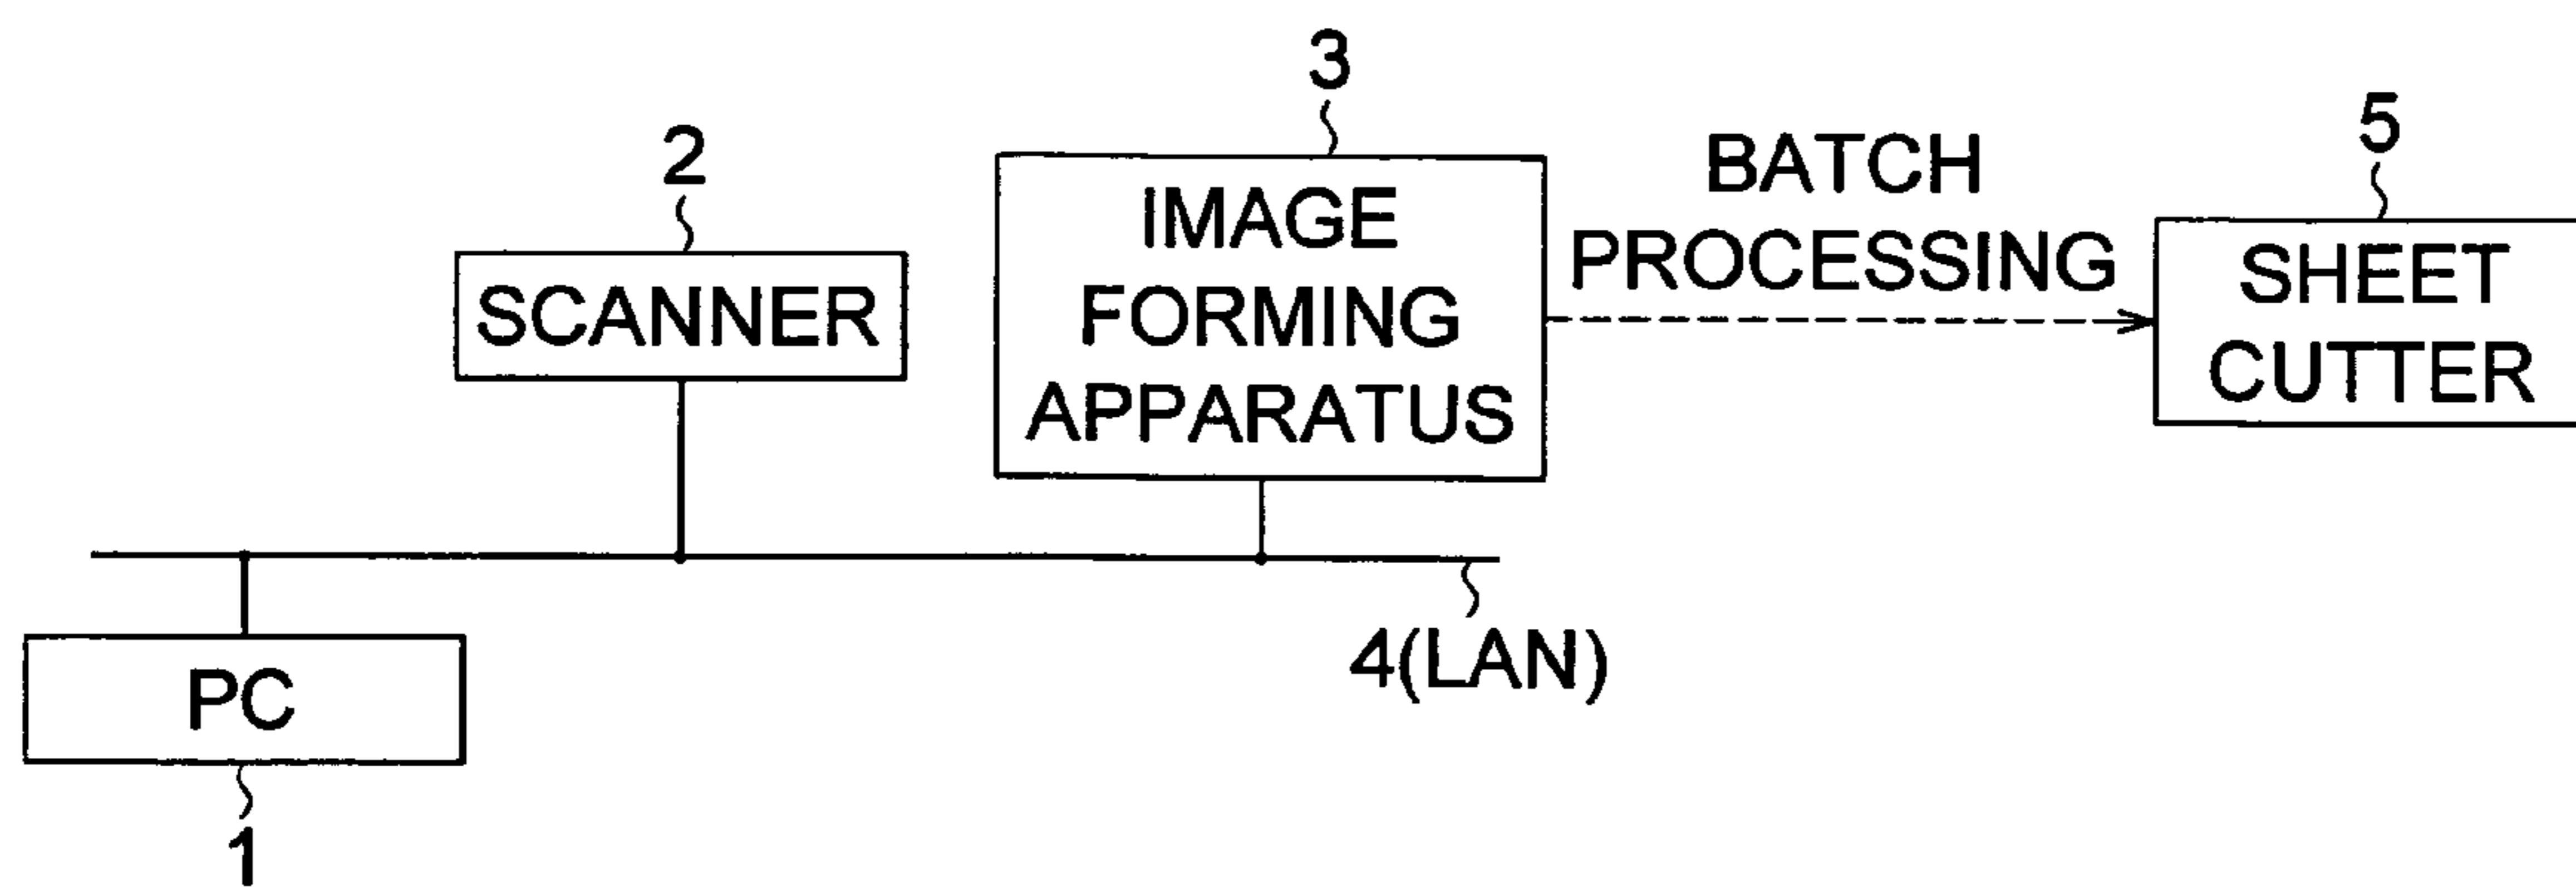 2
SCANNER
3
IMAGE
FORMING
APPARATUS
BATCH
PROCESSING
5
SHEET
CUTTER
4(LAN)
PC
1